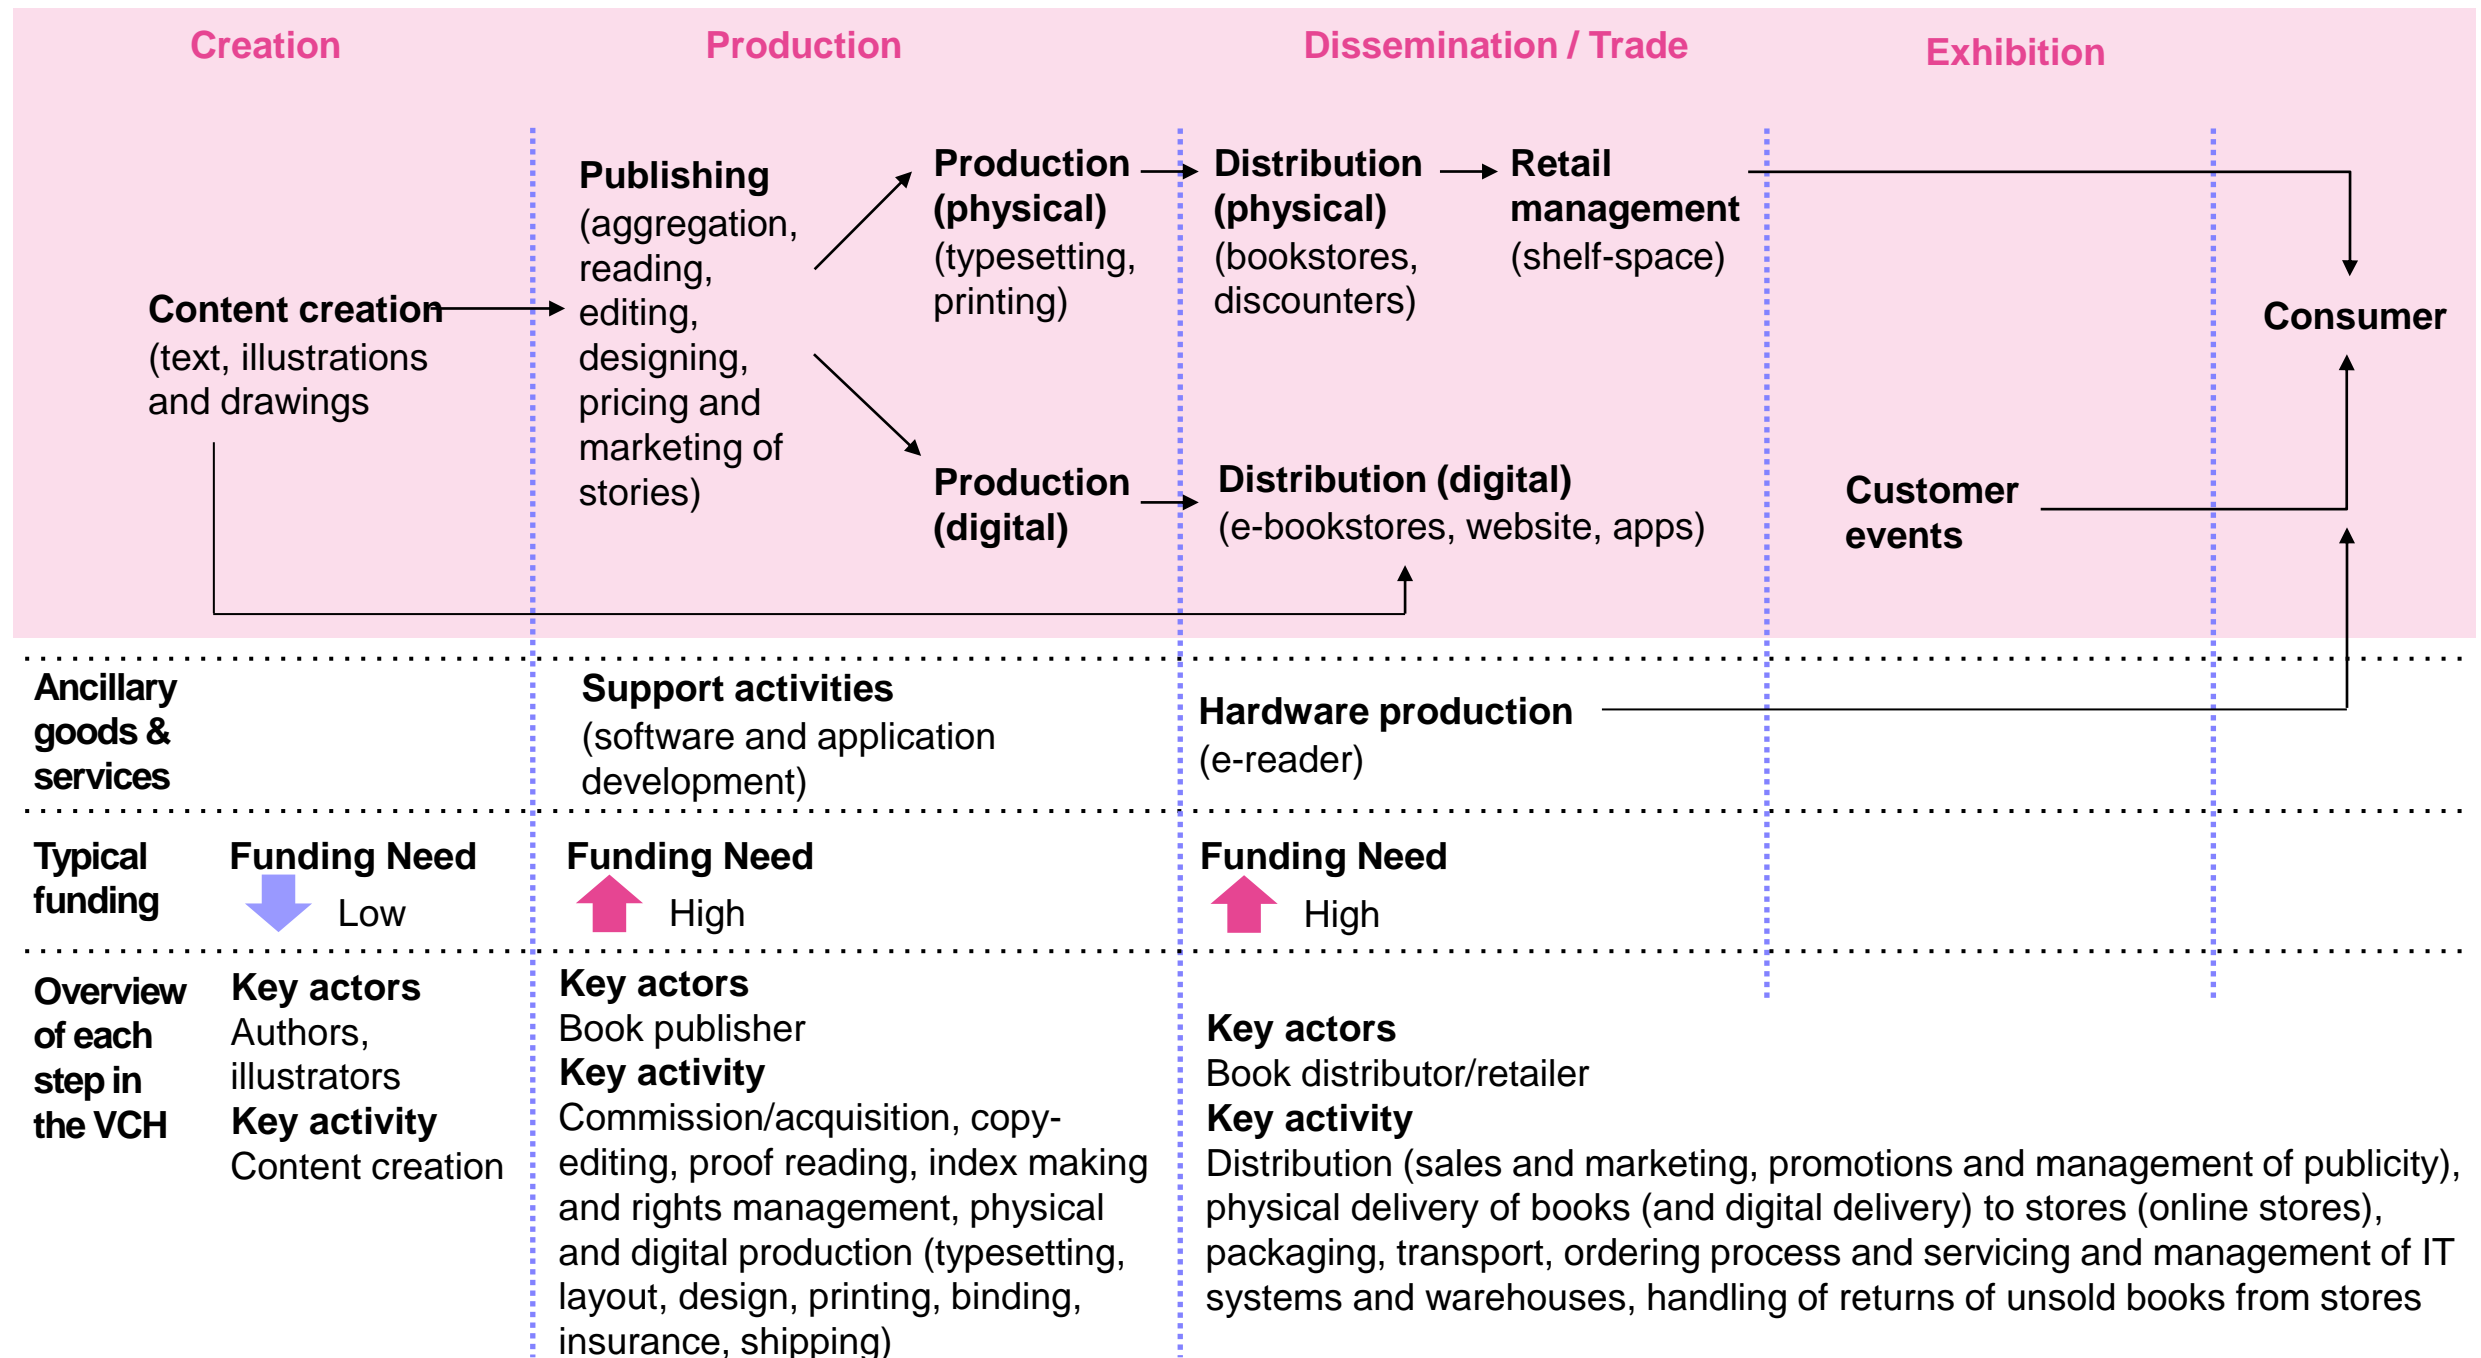 Creation
Production
Dissemination / Trade
Exhibition
Content creation
(text, illustrations
and drawings
Publishing
(aggregation,
reading,
editing,
designing,
pricing and
marketing of
stories)
Production
(physical)
(typesetting,
printing)
Production
(digital)
Distribution
(physical)
(bookstores,
discounters)
Retail
management
(shelf-space)
Distribution (digital)
(e-bookstores, website, apps)
Customer
events
Consumer
Ancillary
goods &
services
Support activities
(software and application
development)
Hardware production
(e-reader)
Typical
funding
Funding Need
Low
Funding Need
High
Funding Need
High
Overview
of each
step in
the VCH
Key actors
Authors,
illustrators
Key activity
Content creation
Key actors
Book publisher
Key activity
Commission/acquisition, copy-
editing, proof reading, index making
and rights management, physical
and digital production (typesetting,
layout, design, printing, binding,
insurance, shipping)
Key actors
Book distributor/retailer
Key activity
Distribution (sales and marketing, promotions and management of publicity),
physical delivery of books (and digital delivery) to stores (online stores),
packaging, transport, ordering process and servicing and management of IT
systems and warehouses, handling of returns of unsold books from stores